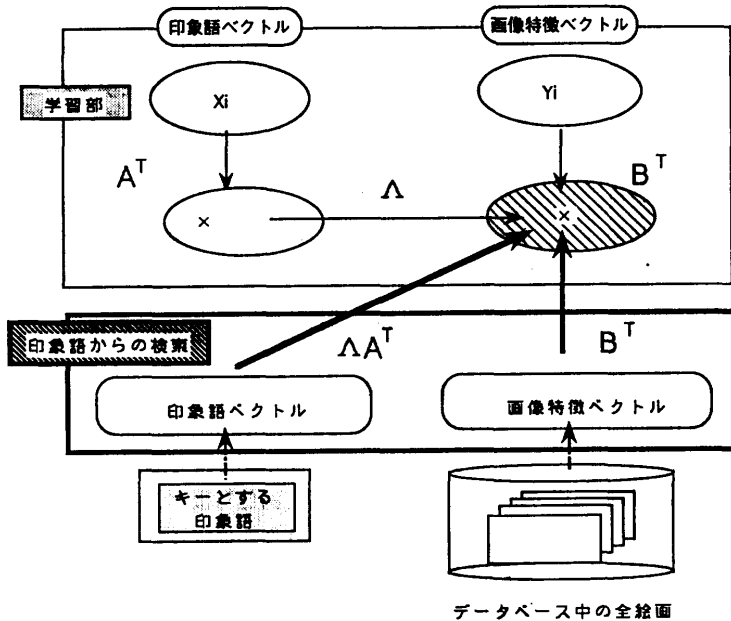 印象語ベクトル
画像特徴ベクトル
学習部
Xi
Yi
A^T
Λ
B^T
×
×
印象語からの検索
ΛA^T
B^T
印象語ベクトル
画像特徴ベクトル
キーとする
印象語
データベース中の全絵画